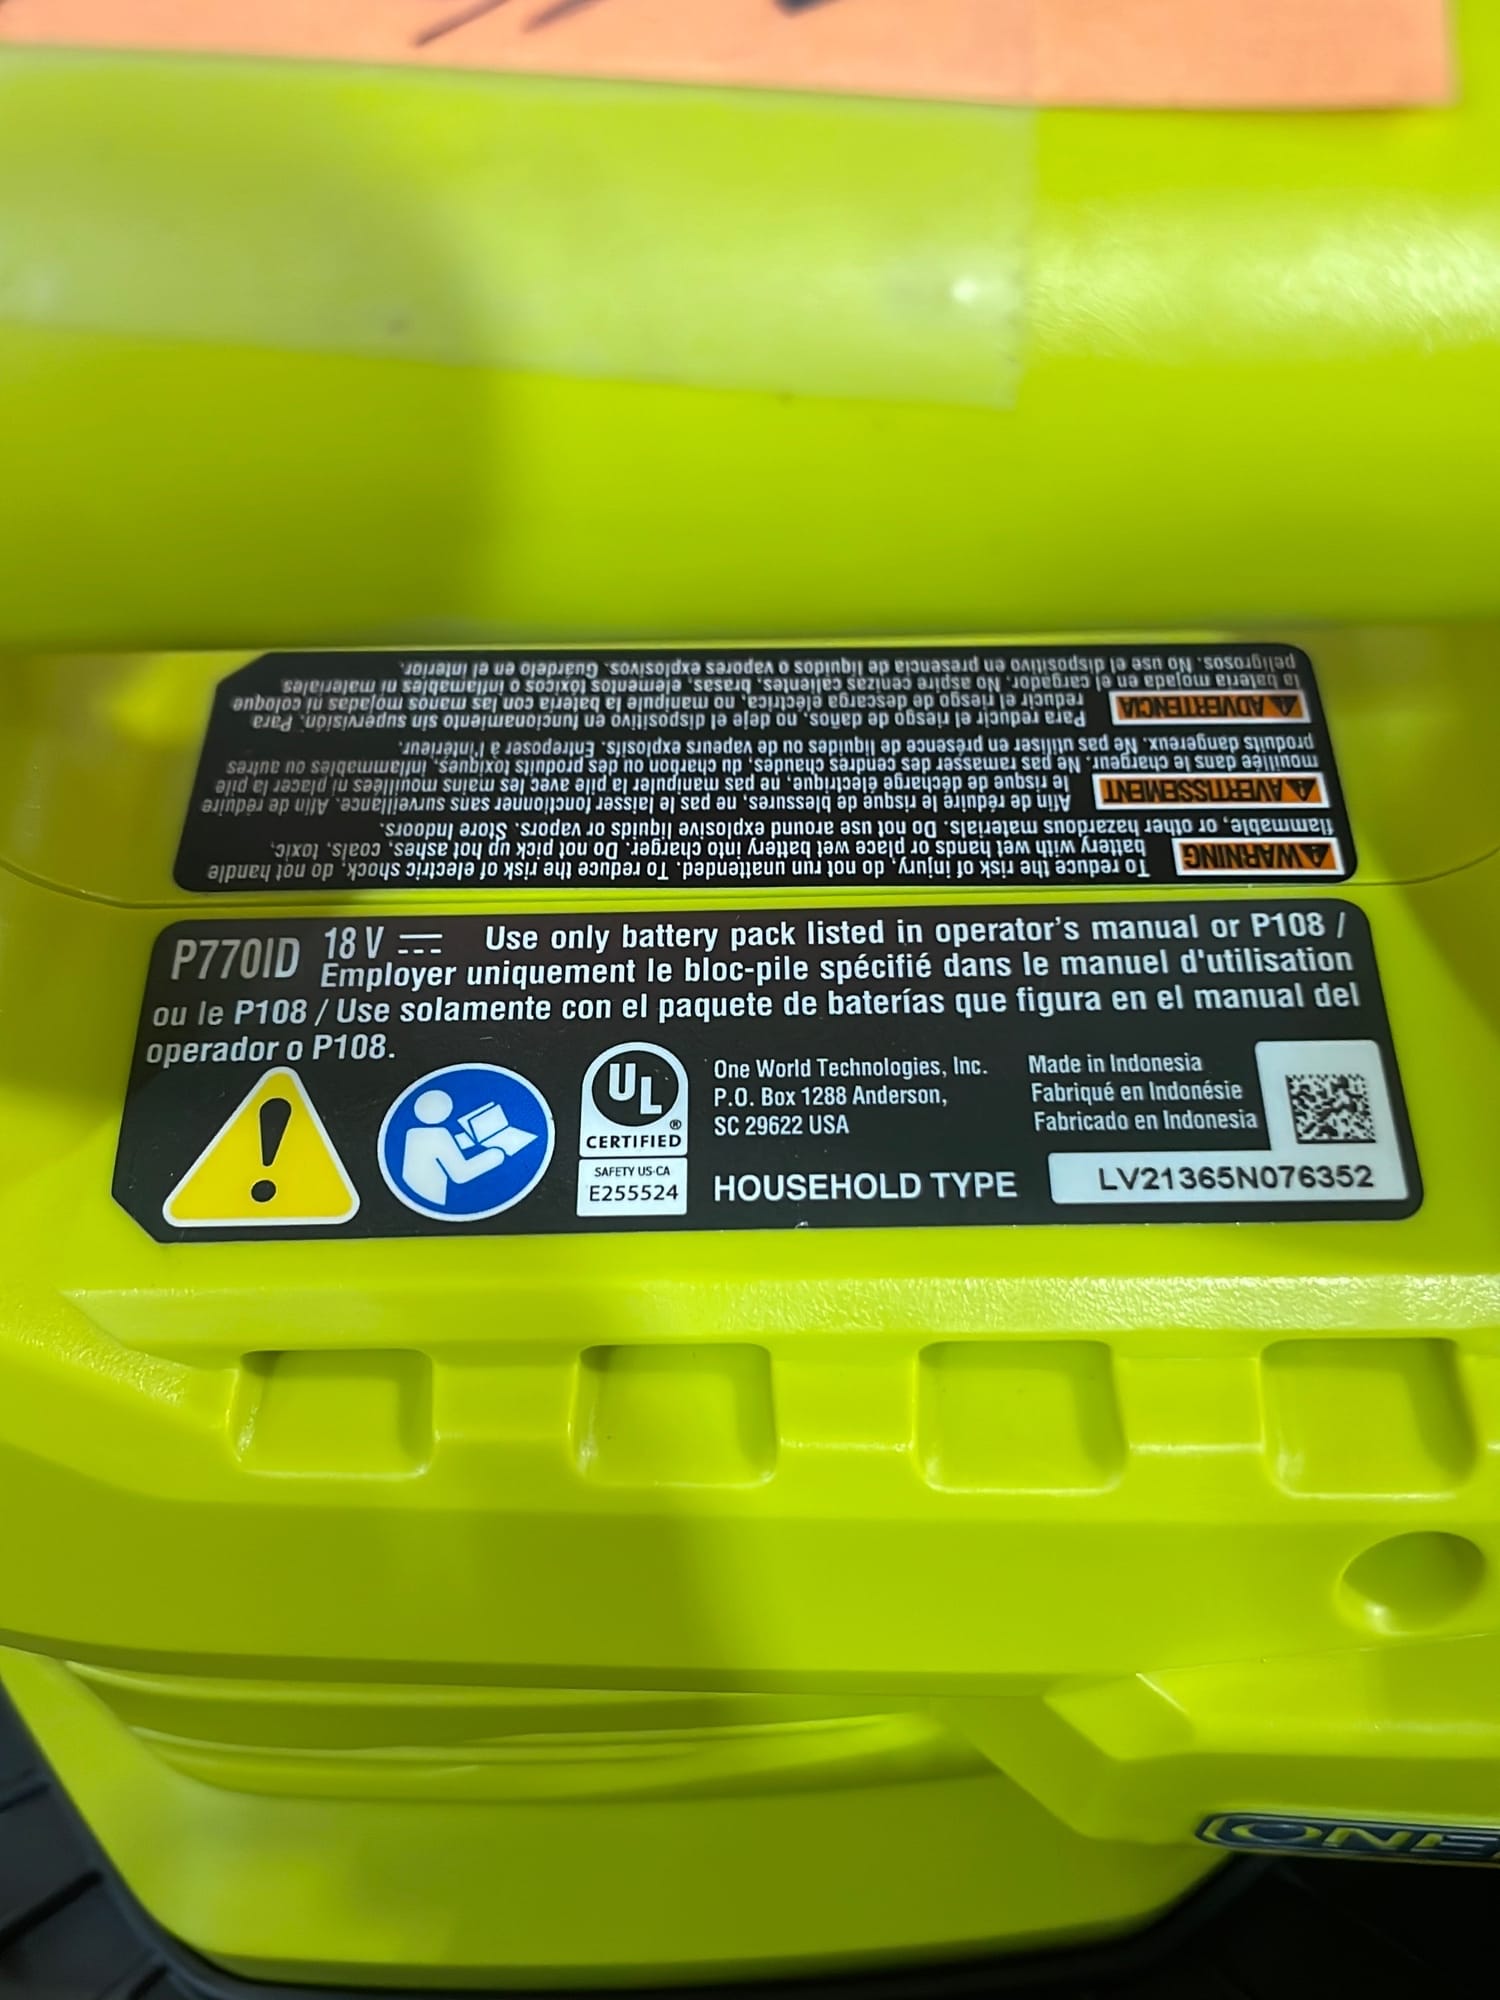 WARNING To reduce the risk of injury, do not run unattended. To reduce the risk of electric shock, do not handle
battery with wet hands or place wet battery into charger. Do not pick up hot ashes, coals, toxic,
flammable, or other hazardous materials. Do not use around explosive liquids or vapors. Store Indoors.
AVERTISSEMENT Afin de réduire le risque de blessures, ne pas le laisser fonctionner sans surveillance. Afin de réduire
le risque de décharge électrique, ne pas manipuler la pile avec les mains mouillées ni placer la pile
mouillée dans le chargeur. Ne pas ramasser des cendres chaudes, du charbon ou des produits toxiques, inflammables ou autres
produits dangereux. Ne pas utiliser en présence de liquides ou de vapeurs explosifs. Entreposer à l'intérieur.
ADVERTENCIA Para reducir el riesgo de daños, no deje el dispositivo en funcionamiento sin supervisión. Para
reducir el riesgo de descarga eléctrica, no manipule la batería con las manos mojadas ni coloque
la batería mojada en el cargador. No aspire cenizas calientes, brasas, elementos tóxicos o inflamables ni materiales
peligrosos. No use el dispositivo en presencia de líquidos o vapores explosivos. Guárdelo en el interior.
P770ID 18 V Use only battery pack listed in operator's manual or P108 /
Employer uniquement le bloc-pile spécifié dans le manuel d'utilisation
ou le P108 / Use solamente con el paquete de baterías que figura en el manual del
operador o P108.
UL ®
CERTIFIED
SAFETY US-CA
E255524
One World Technologies, Inc.
P.O. Box 1288 Anderson,
SC 29622 USA
HOUSEHOLD TYPE
Made in Indonesia
Fabriqué en Indonésie
Fabricado en Indonesia
LV21365N076352
ONE